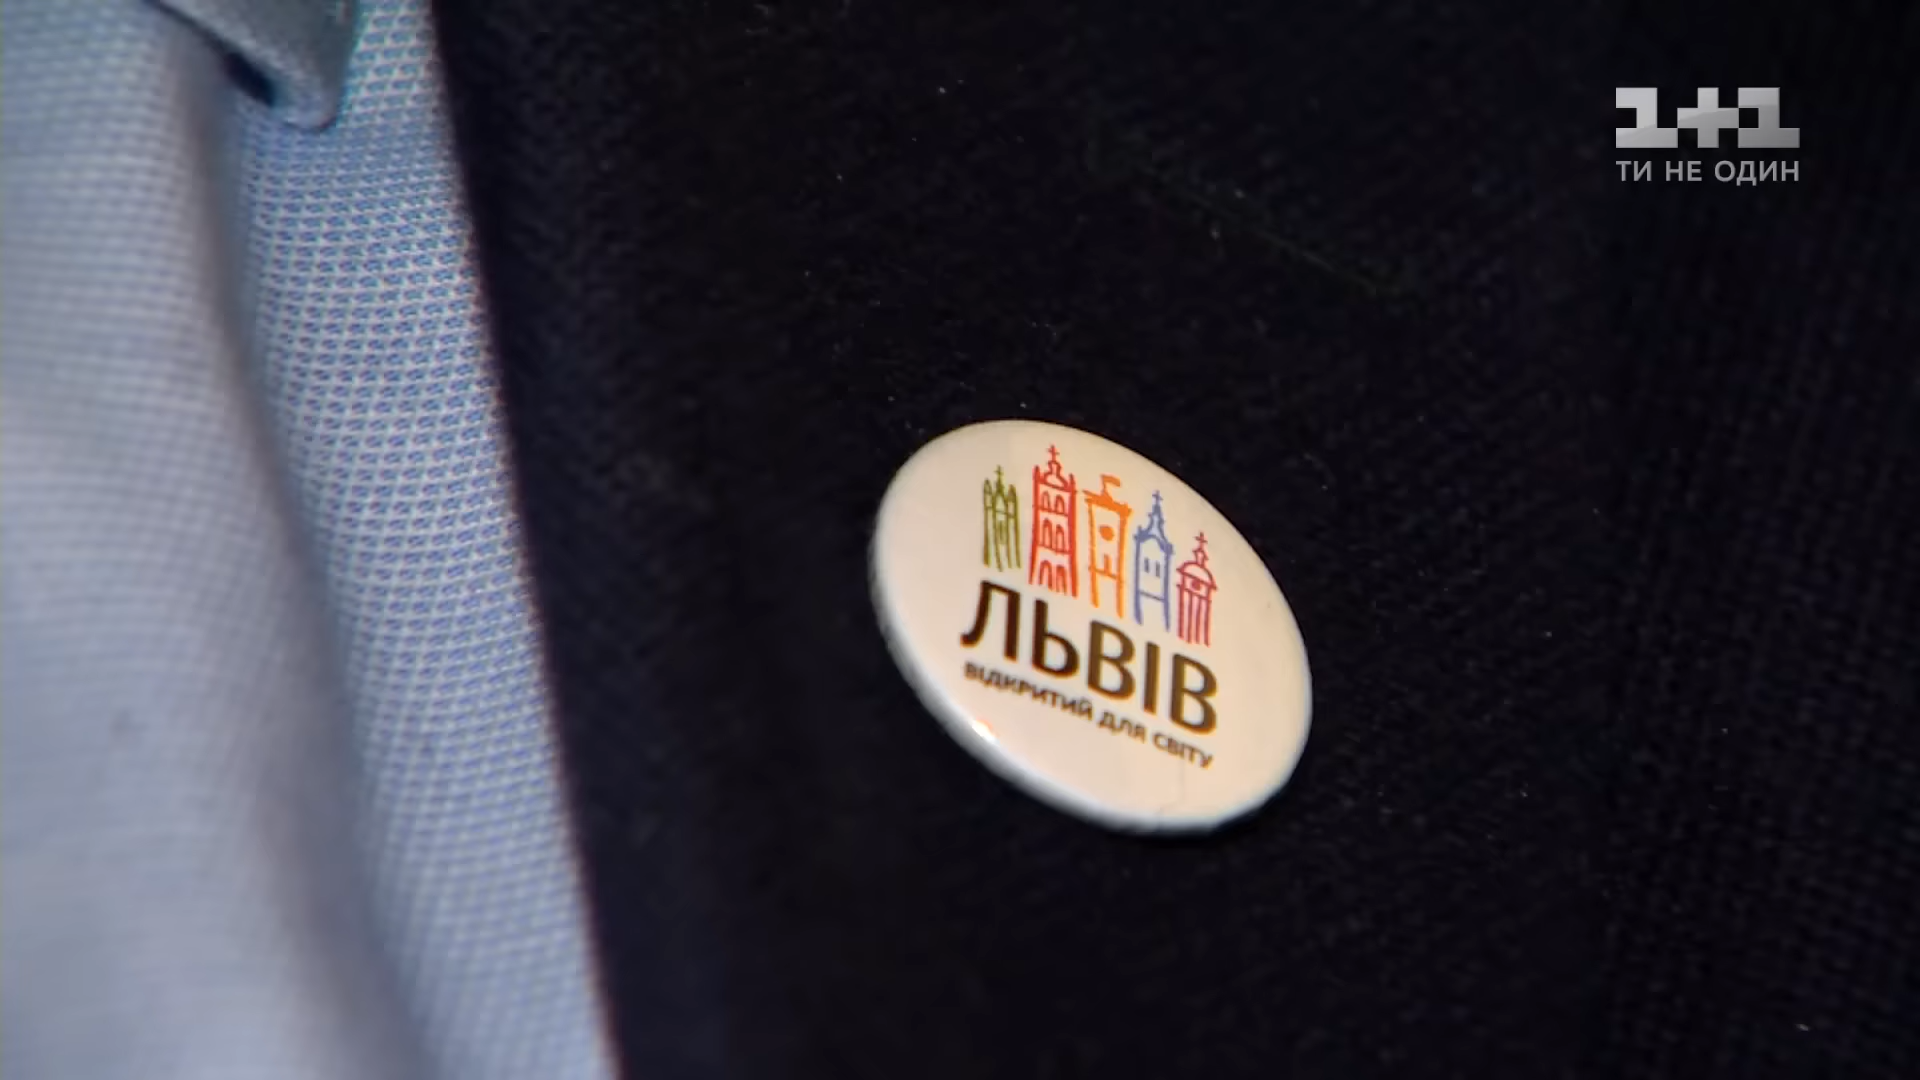 1+1
ТИ НЕ ОДИН
ЛЬВІВ
ВІДКРИТИЙ ДЛЯ СВІТУ